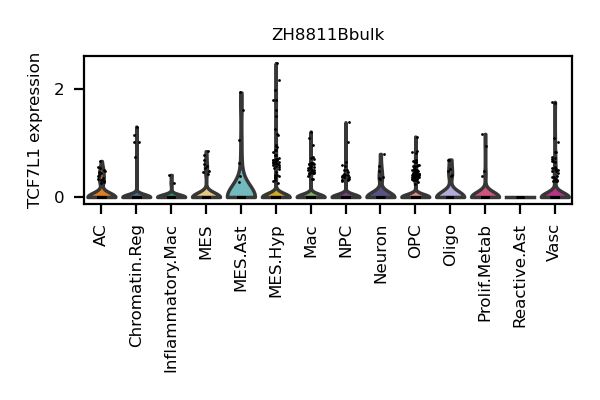 ZH8811Bbulk
TCF7L1 expression
2
0
AC
Chromatin.Reg
Inflammatory.Mac
MES
MES.Ast
MES.Hyp
Mac
NPC
Neuron
OPC
Oligo
Prolif.Metab
Reactive.Ast
Vasc